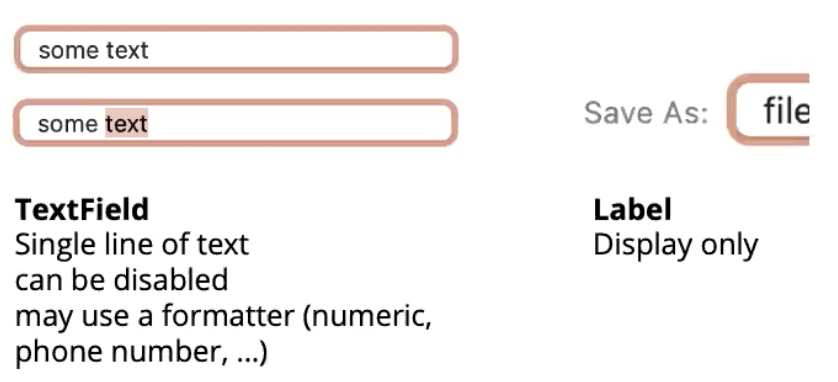 some text
some text
Save As:
file
TextField
Single line of text
can be disabled
may use a formatter (numeric,
phone number, ...)
Label
Display only